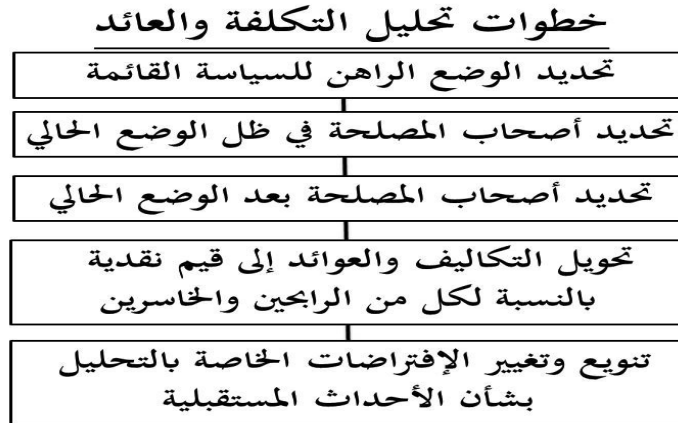 خطوات تحليل التكلفة والعائد
تحديد الوضع الراهن للسياسة القائمة
تحديد أصحاب المصلحة في ظل الوضع الحالي
تحديد أصحاب المصلحة بعد الوضع الحالي
تحويل التكاليف والعوائد إلى قيم نقدية
بالنسبة لكل من الرابحين والخاسرين
تنويع وتغيير الإفتراضات الخاصة بالتحليل
بشأن الأحداث المستقبلية